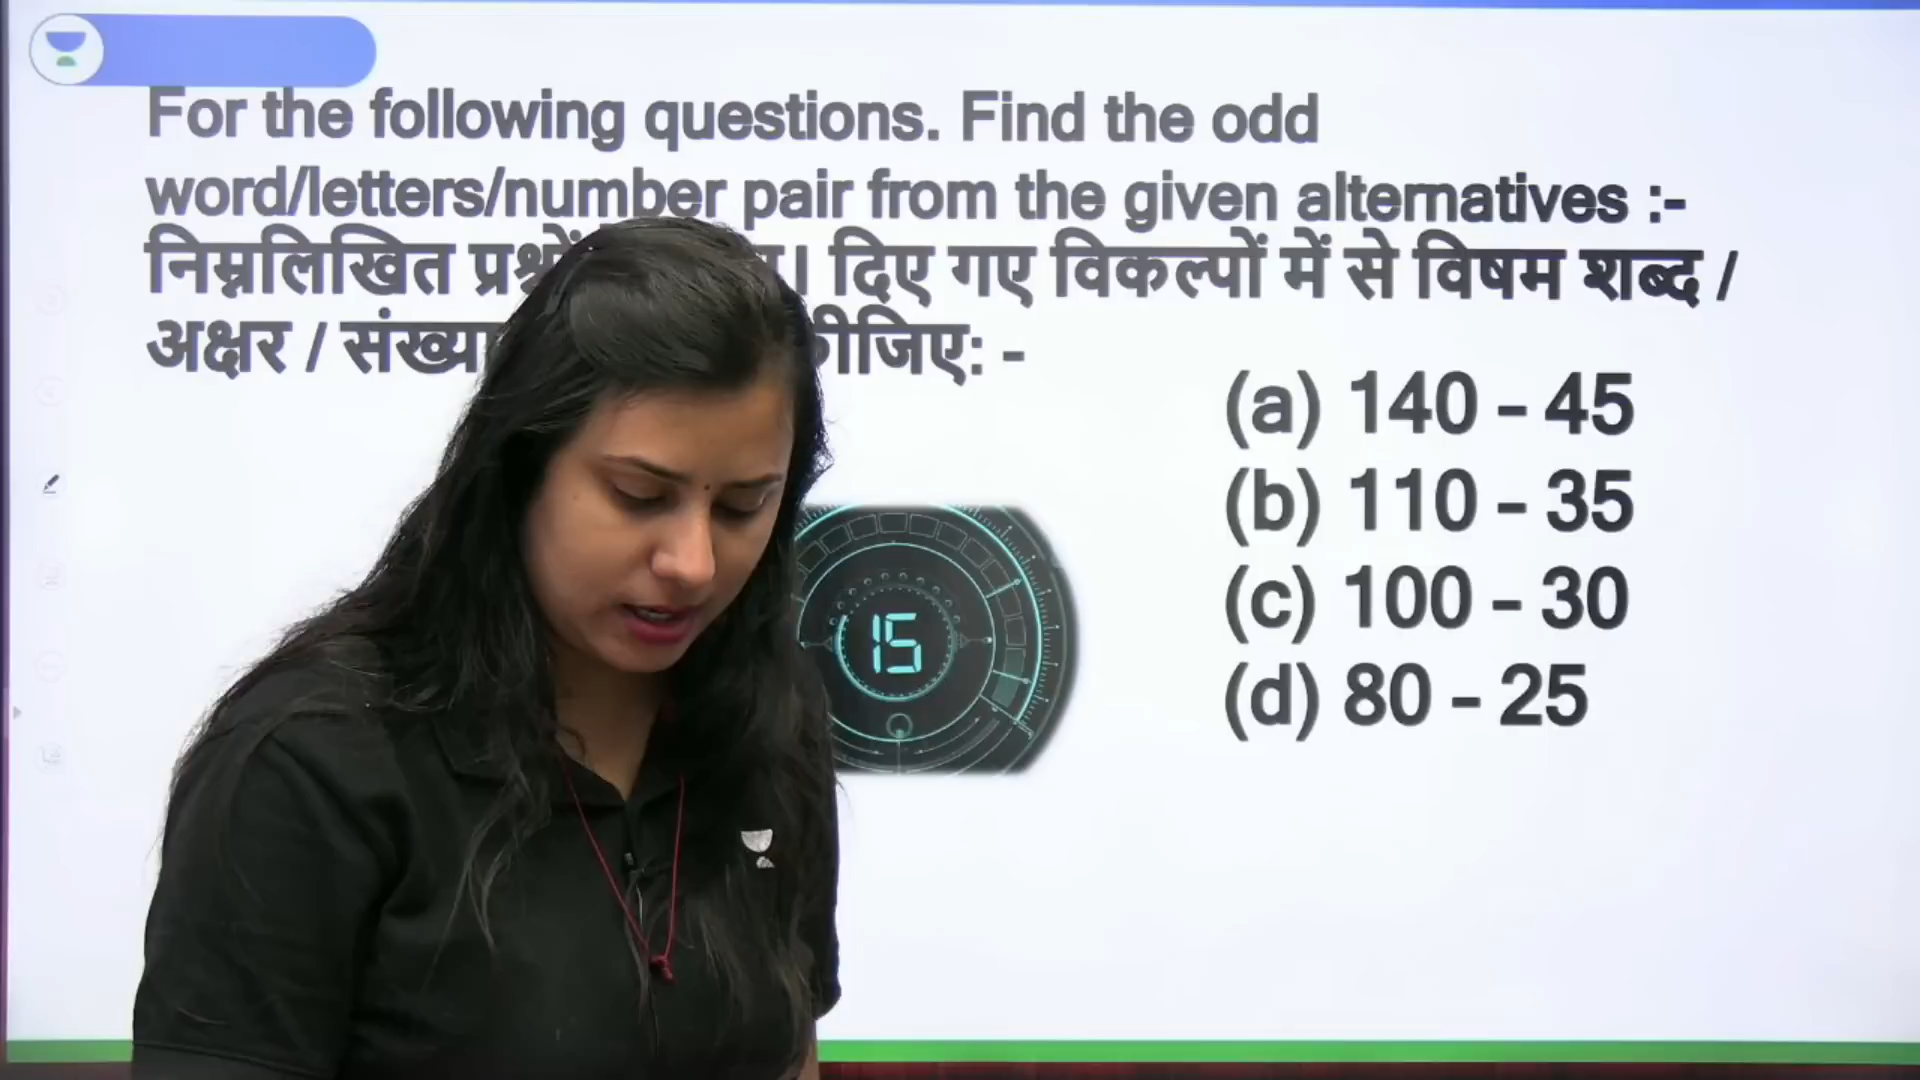 For the following questions. Find the odd
word/letters/number pair from the given alternatives :-
निम्नलिखित दिए गए विकल्पों में से विषम शब्द /
अक्षर / -
(a) 140 - 45
(b) 110 - 35
(c) 100 - 30
(d) 80 - 25
15